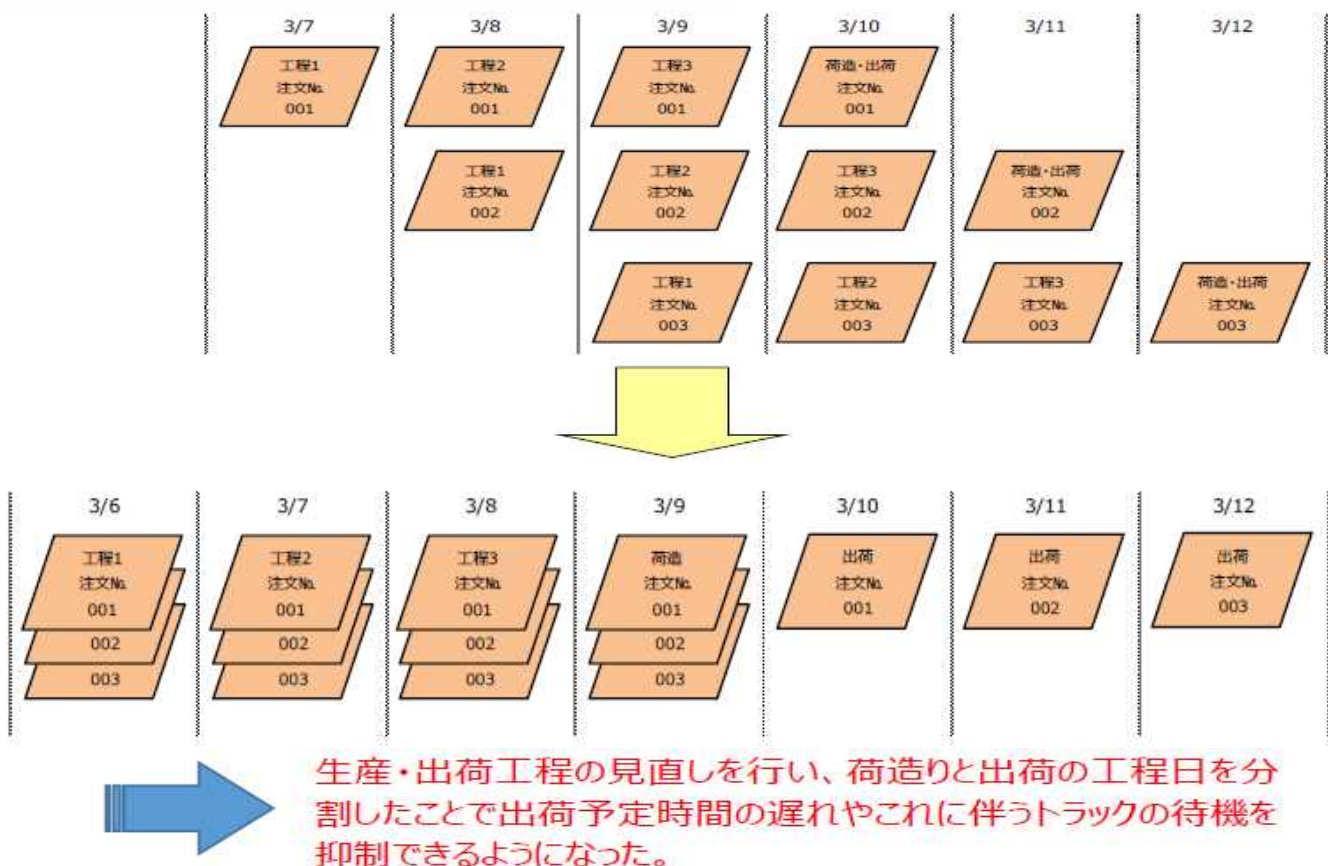 3/7 3/8 3/9 3/10 3/11 3/12
工程1 工程2 工程3 荷造・出荷
注文№ 注文№ 注文№ 注文№
001 001 001 001
工程1 工程2 工程3 荷造・出荷
注文№ 注文№ 注文№ 注文№
002 002 002 002
工程1 工程2 工程3 荷造・出荷
注文№ 注文№ 注文№ 注文№
003 003 003 003
3/6 3/7 3/8 3/9 3/10 3/11 3/12
工程1 工程2 工程3 荷造 出荷 出荷 出荷
注文№ 注文№ 注文№ 注文№ 注文№ 注文№ 注文№
001 001 001 001 001 002 003
002 002 002 002
003 003 003 003
生産・出荷工程の見直しを行い、荷造りと出荷の工程日を分
割したことで出荷予定時間の遅れやこれに伴うトラックの待機を
抑制できるようになった。